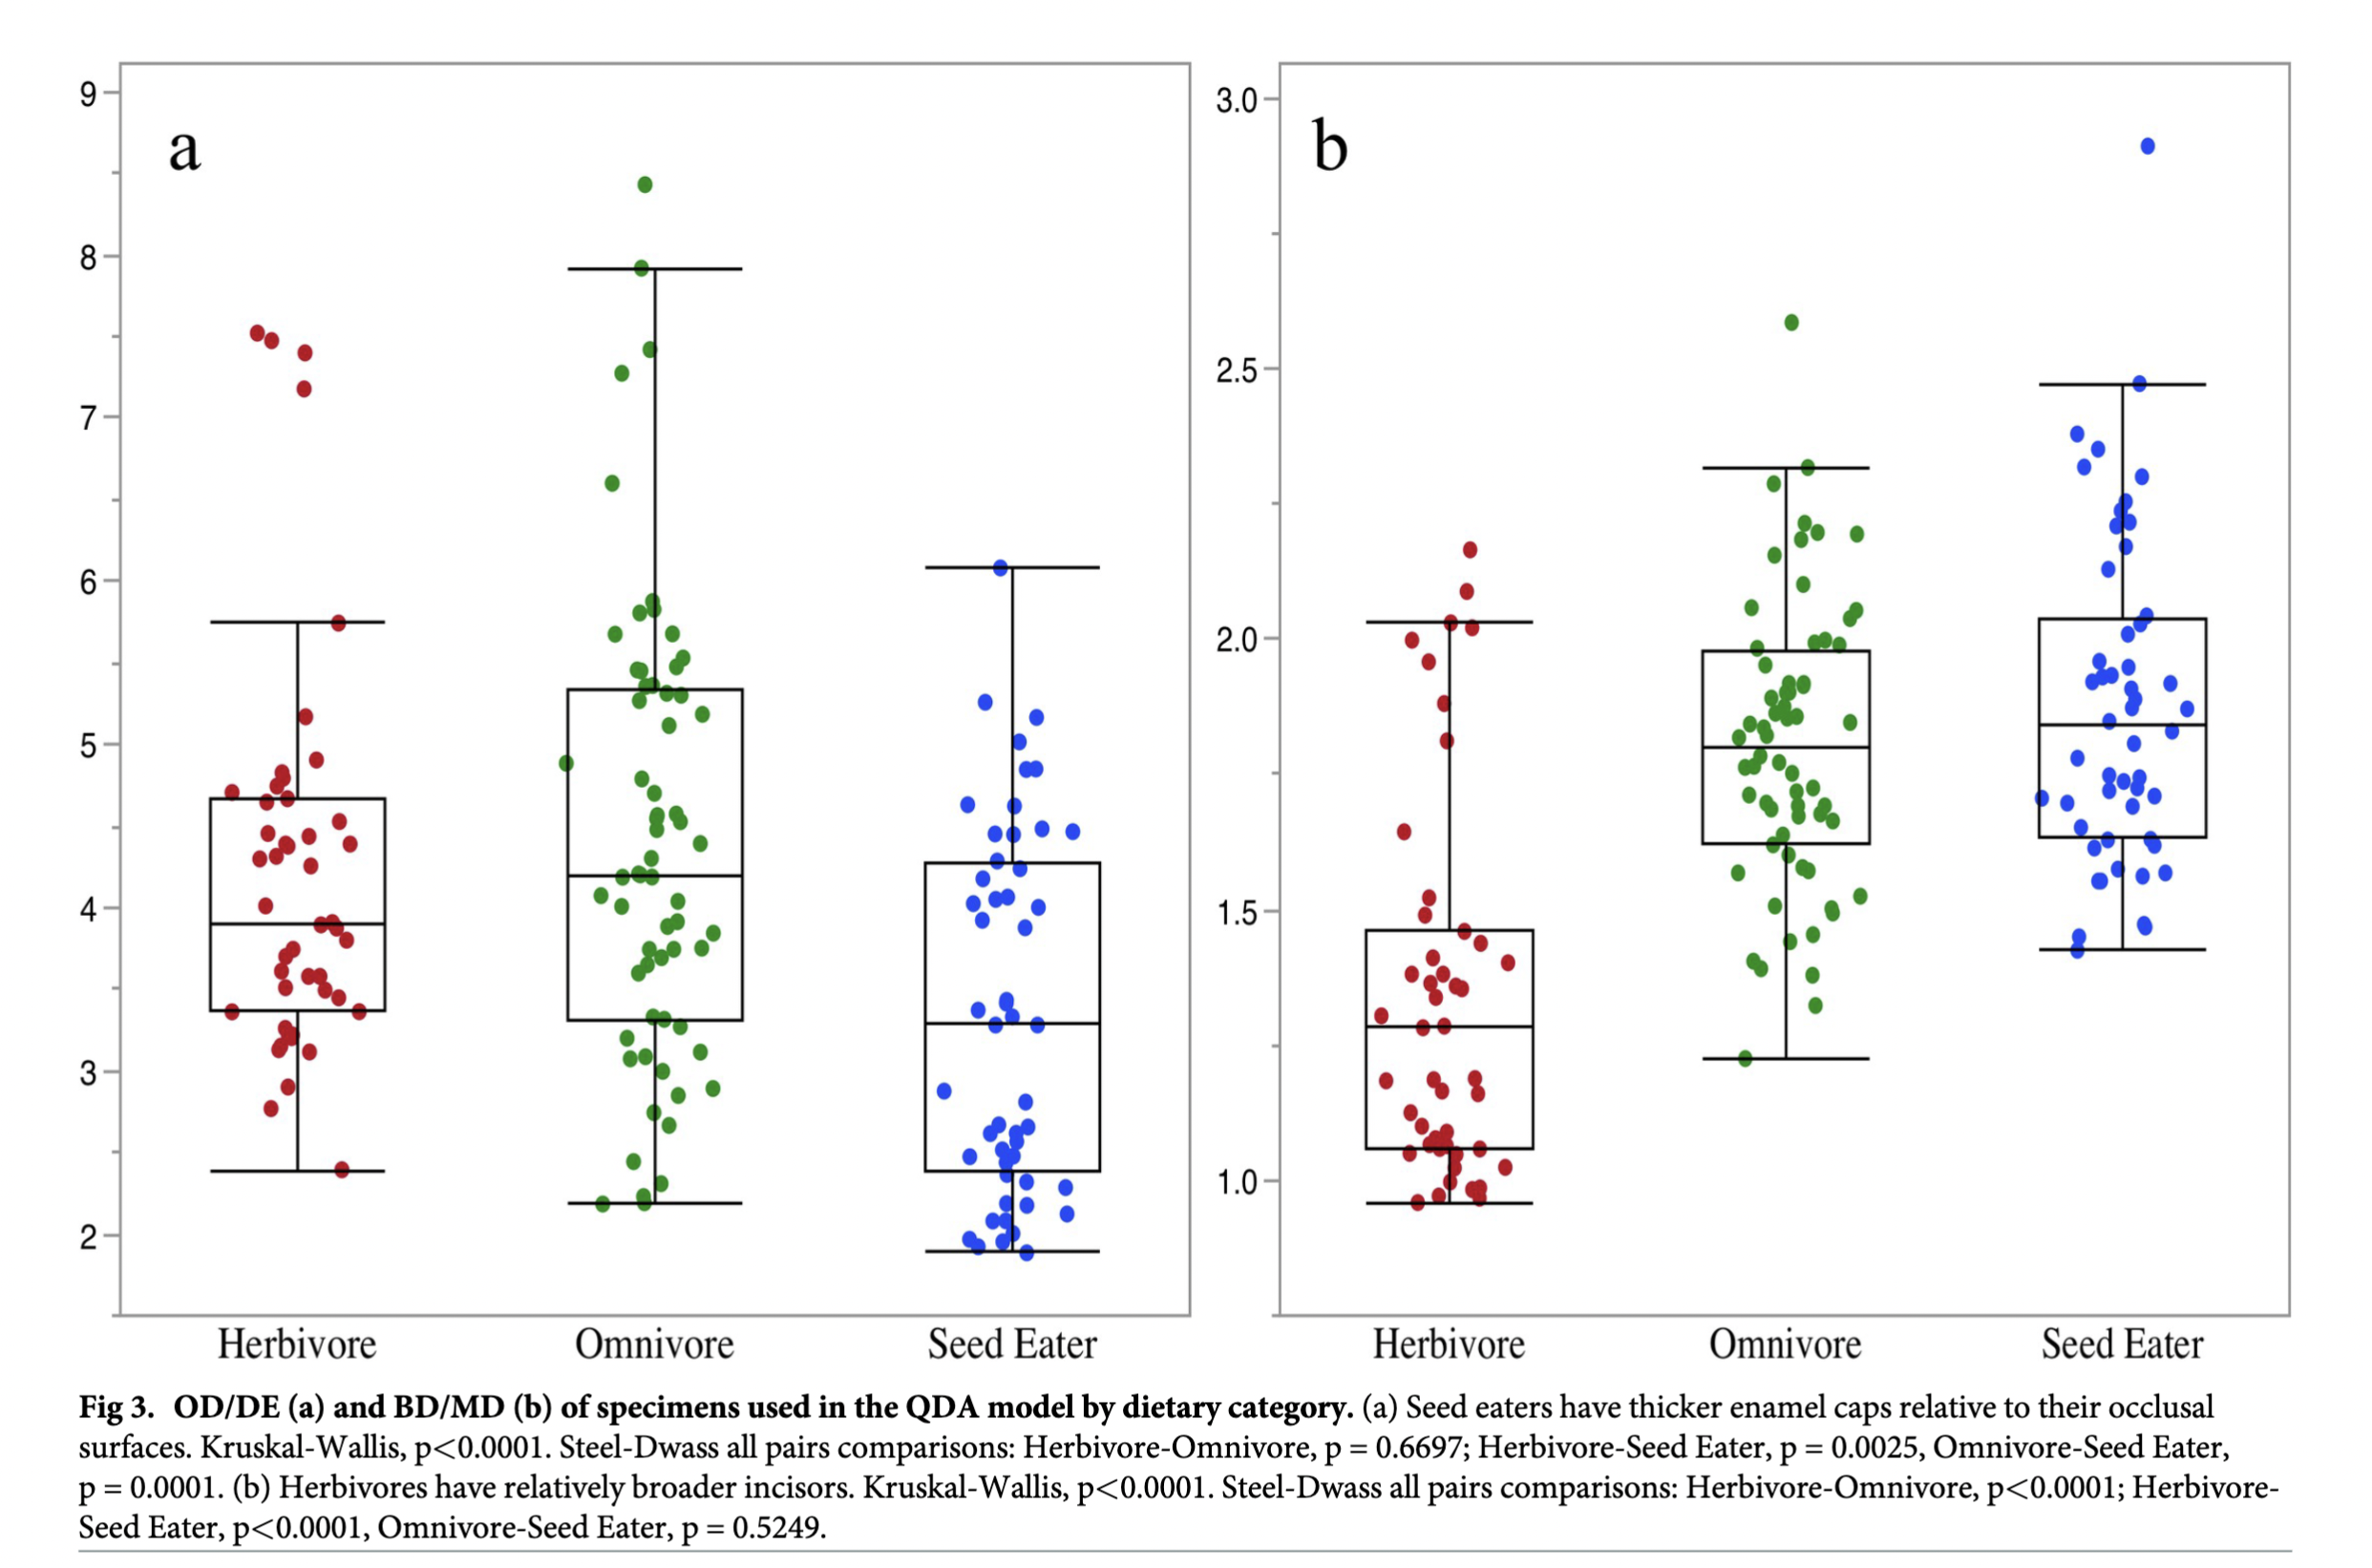 a
9
8
7
6
5
4
3
2
Herbivore Omnivore Seed Eater
b
3.0
2.5
2.0
1.5
1.0
Herbivore Omnivore Seed Eater
Fig 3. OD/DE (a) and BD/MD (b) of specimens used in the QDA model by dietary category. (a) Seed eaters have thicker enamel caps relative to their occlusal
surfaces. Kruskal-Wallis, p<0.0001. Steel-Dwass all pairs comparisons: Herbivore-Omnivore, p = 0.6697; Herbivore-Seed Eater, p = 0.0025, Omnivore-Seed Eater,
p = 0.0001. (b) Herbivores have relatively broader incisors. Kruskal-Wallis, p<0.0001. Steel-Dwass all pairs comparisons: Herbivore-Omnivore, p<0.0001; Herbivore-
Seed Eater, p<0.0001, Omnivore-Seed Eater, p = 0.5249.